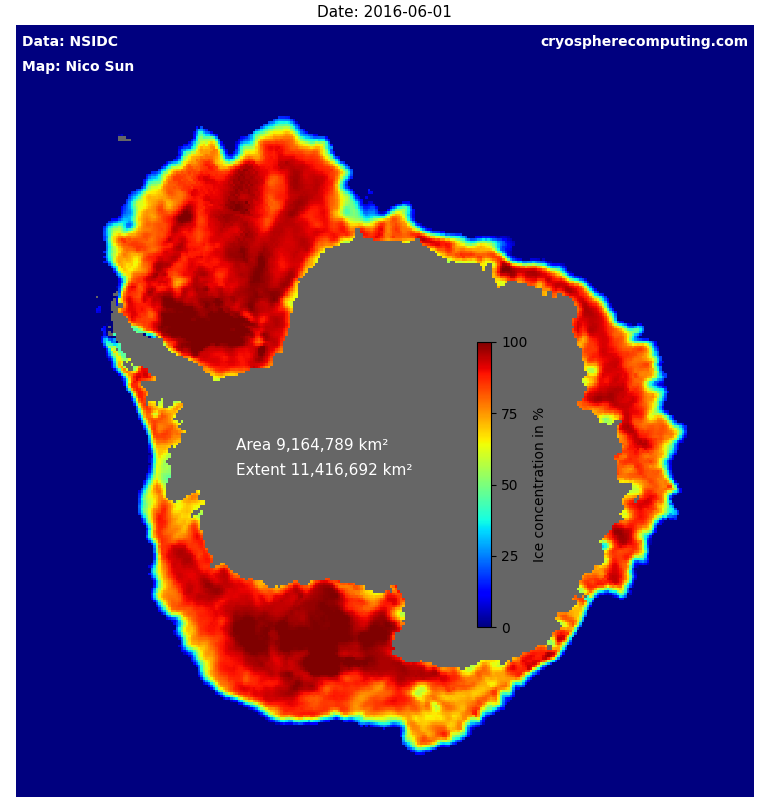 Date: 2016-06-01
Data: NSIDC
cryospherecomputing.com
Map: Nico Sun
100
75
50
25
0
Ice concentration in %
Area 9,164,789 km²
Extent 11,416,692 km²